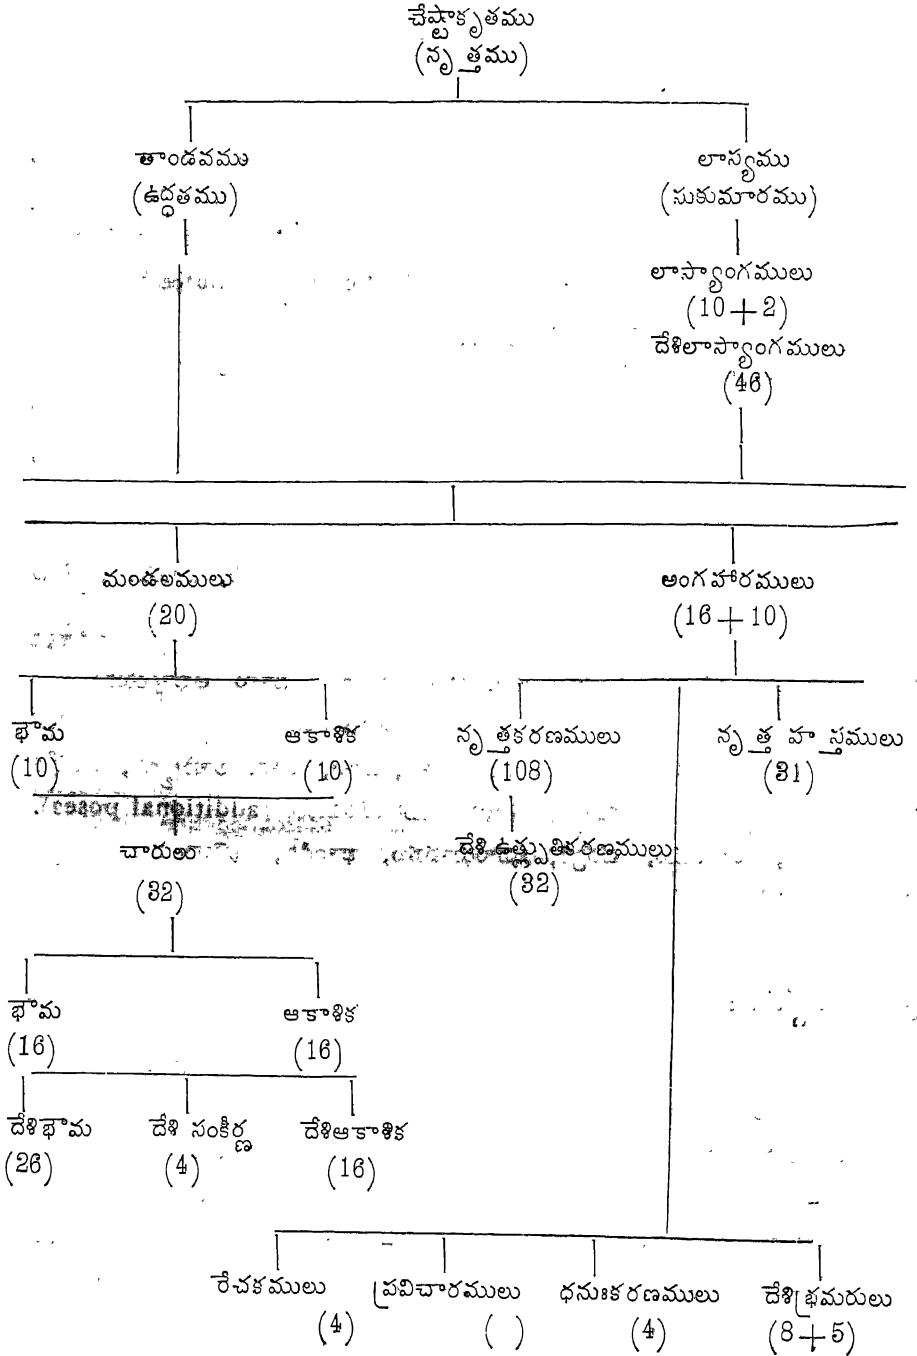 చేష్టాకృతము
(నృత్తము)
తాండవము లాస్యము
(ఉద్ధతము) (సుకుమారము)
లాస్యాంగములు
(10+2)
దేశిలాస్యాంగములు
(46)
మండలములు అంగహారములు
(20) (16+10)
భౌమ ఆకాశిక నృత్తకరణములు నృత్త హస్తములు
(10) (10) (108) (31)
చారులు దేశి ఉత్ప్లుతికరణములు
(32) (32)
భౌమ ఆకాశిక
(16) (16)
దేశిభౌమ దేశి సంకీర్ణ దేశిఆకాశిక
(26) (4) (16)
రేచకములు ప్రవిచారములు ధనుఃకరణములు దేశిభ్రమరులు
(4) ( ) (4) (8+5)